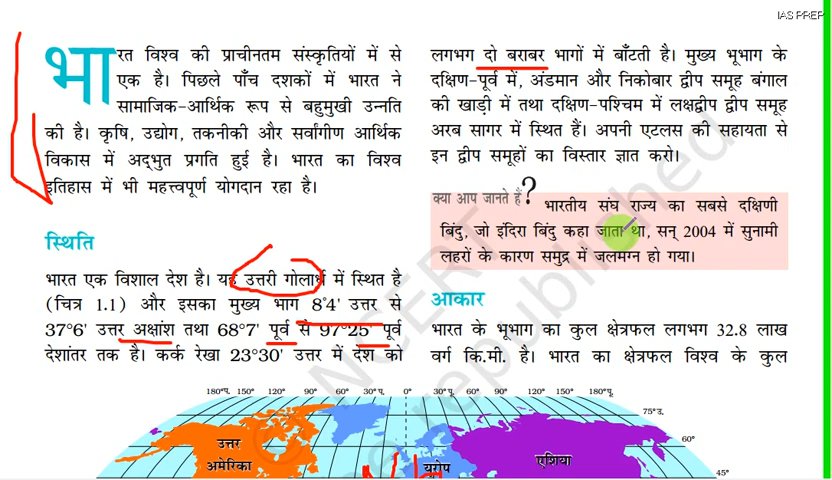 IAS PREP
भारत विश्व की प्राचीनतम संस्कृतियों में से
एक है। पिछले पाँच दशकों में भारत ने
सामाजिक-आर्थिक रूप से बहुमुखी उन्नति
की है। कृषि, उद्योग, तकनीकी और सर्वांगीण आर्थिक
विकास में अद्भुत प्रगति हुई है। भारत का विश्व
इतिहास में भी महत्त्वपूर्ण योगदान रहा है।
स्थिति
भारत एक विशाल देश है। यह उत्तरी गोलार्ध में स्थित है
(चित्र 1.1) और इसका मुख्य भाग 8°4' उत्तर से
37°6' उत्तर अक्षांश तथा 68°7' पूर्व से 97°25' पूर्व
देशांतर तक है। कर्क रेखा 23°30' उत्तर में देश को
लगभग दो बराबर भागों में बाँटती है। मुख्य भूभाग के
दक्षिण-पूर्व में, अंडमान और निकोबार द्वीप समूह बंगाल
की खाड़ी में तथा दक्षिण-पश्चिम में लक्षद्वीप द्वीप समूह
अरब सागर में स्थित हैं। अपनी एटलस की सहायता से
इन द्वीप समूहों का विस्तार ज्ञात करो।
क्या आप जानते हैं?
भारतीय संघ राज्य का सबसे दक्षिणी
बिंदु, जो इंदिरा बिंदु कहा जाता था, सन् 2004 में सुनामी
लहरों के कारण समुद्र में जलमग्न हो गया।
आकार
भारत के भूभाग का कुल क्षेत्रफल लगभग 32.8 लाख
वर्ग कि.मी. है। भारत का क्षेत्रफल विश्व के कुल
180°प. 150° 120° 90° 60° 30° 0° 30° 60° 90° 120° 150° 180°पू.
75°उ.
60°
45°
उत्तर
अमेरिका
यूरोप
एशिया
NCERT
be republished